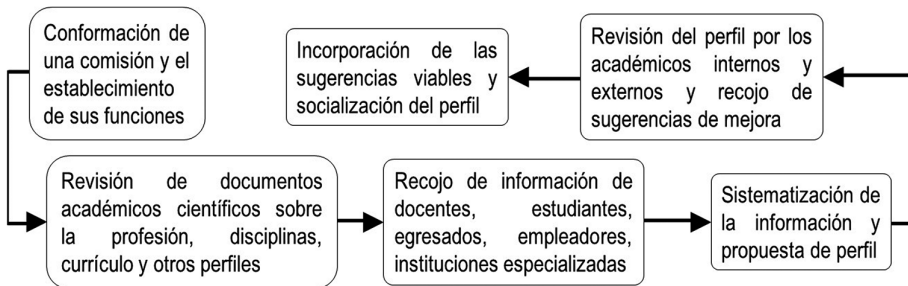 Conformación de
una comisión y el
establecimiento
de sus funciones
Incorporación de las
sugerencias viables y
socialización del perfil
Revisión del perfil por los
académicos internos y
externos y recojo de
sugerencias de mejora
Revisión de documentos
académicos científicos sobre
la profesión, disciplinas,
currículo y otros perfiles
Recojo de información de
docentes, estudiantes,
egresados, empleadores,
instituciones especializadas
Sistematización de
la información y
propuesta de perfil